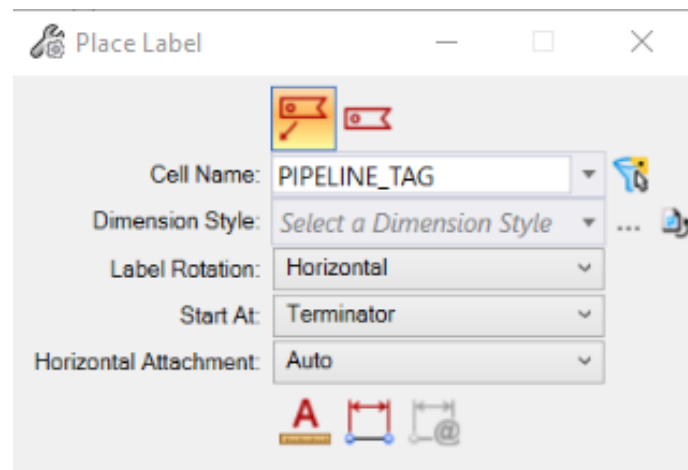 Place Label
Cell Name: PIPELINE_TAG
Dimension Style: Select a Dimension Style ...
Label Rotation: Horizontal
Start At: Terminator
Horizontal Attachment: Auto
A @